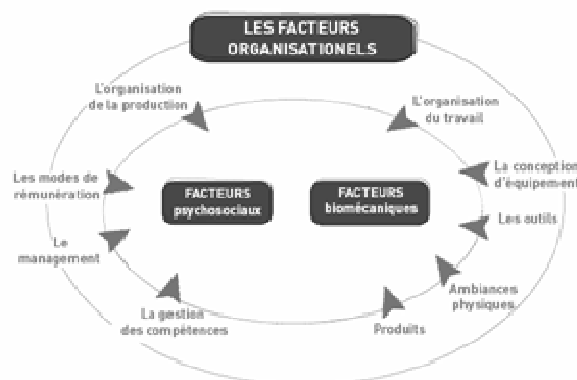 LES FACTEURS
ORGANISATIONELS
L'organisation
de la production
L'organisation
du travail
Les modes de
rémunération
FACTEURS
psychosociaux
FACTEURS
biomécaniques
La conception
d'équipement
Les outils
Le
management
Ambiances
physiques
La gestion
des compétences
Produits